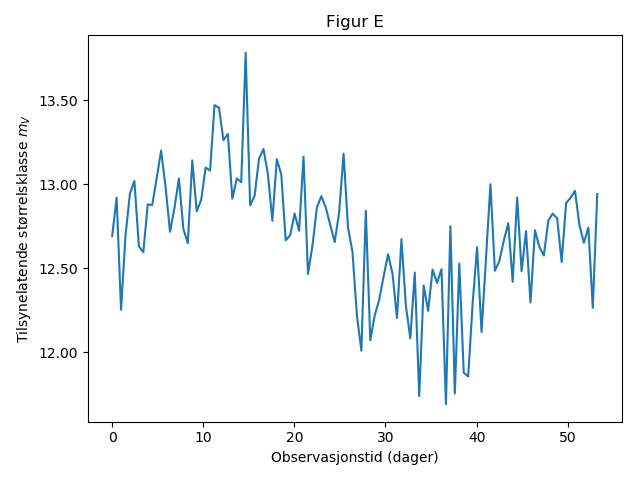 Figur E
Tilsynelatende størrelsesklasse m_V
13.50
13.00
12.50
12.00
0 10 20 30 40 50
Observasjonstid (dager)